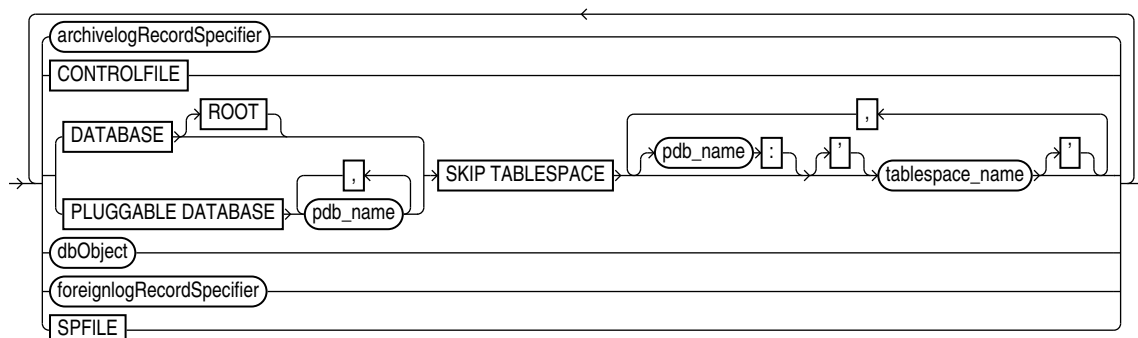 archivelogRecordSpecifier
CONTROLFILE
ROOT
,
DATABASE
pdb_name : ' '
SKIP TABLESPACE
tablespace_name
,
PLUGGABLE DATABASE
pdb_name
dbObject
foreignlogRecordSpecifier
SPFILE